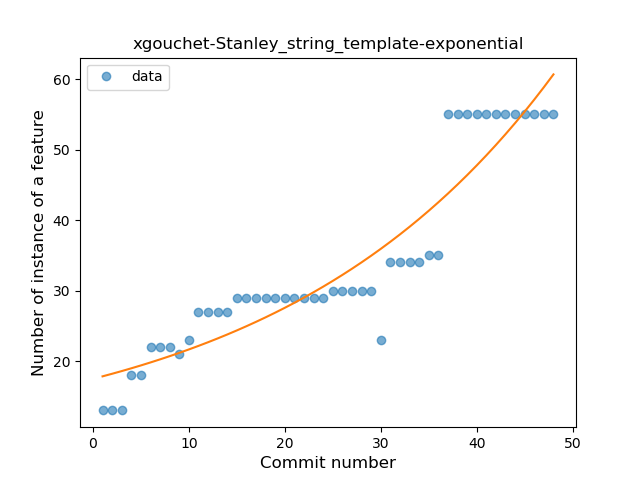 xgouchet-Stanley_string_template-exponential
data
Number of instance of a feature
60
50
40
30
20
0
10
20
30
40
50
Commit number